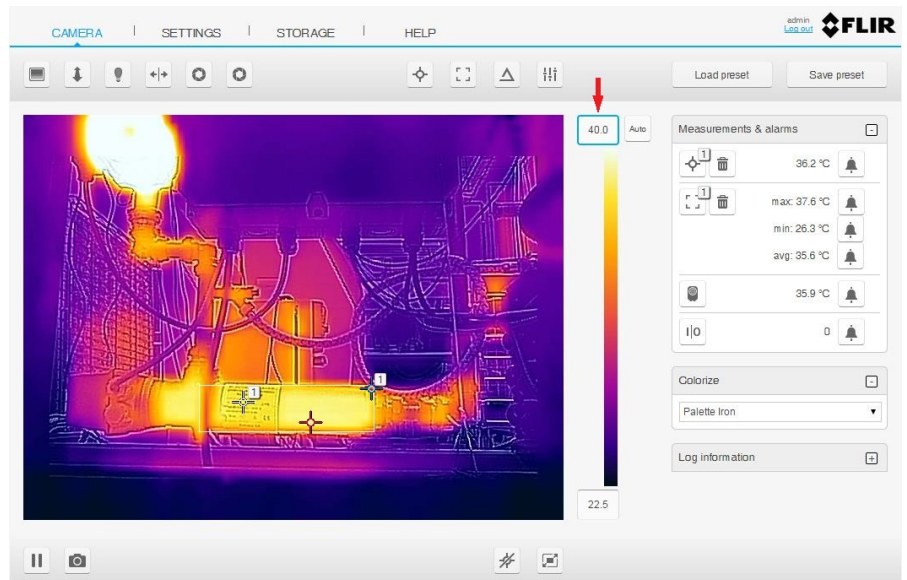 admin
Log out
FLIR
CAMERA
SETTINGS
STORAGE
HELP
Load preset
Save preset
40.0
Auto
Measurements & alarms
-
1
36.2 °C
1
max: 37.6 °C
min: 26.3 °C
avg: 35.6 °C
35.9 °C
I|O
0
1
1
Colorize
-
Palette Iron
Log information
+
22.5